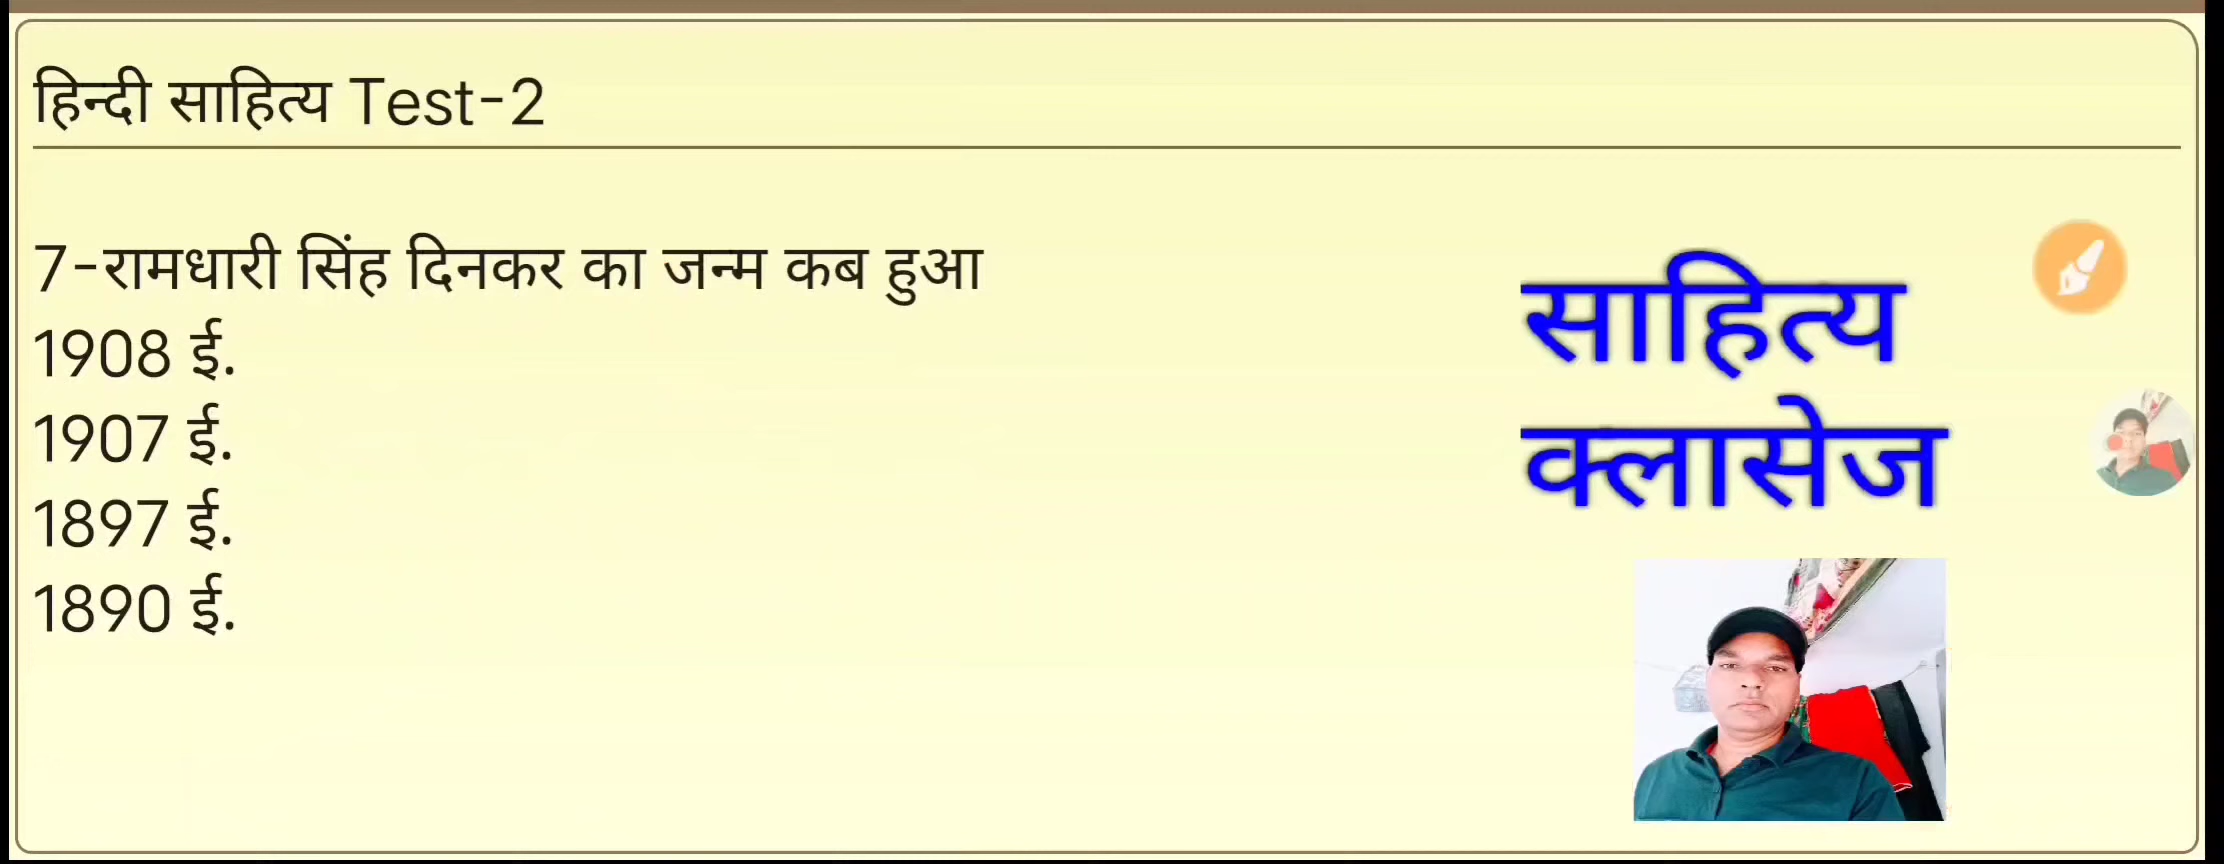 हिन्दी साहित्य Test-2
7-रामधारी सिंह दिनकर का जन्म कब हुआ
1908 ई.
1907 ई.
1897 ई.
1890 ई.
साहित्य
क्लासेज